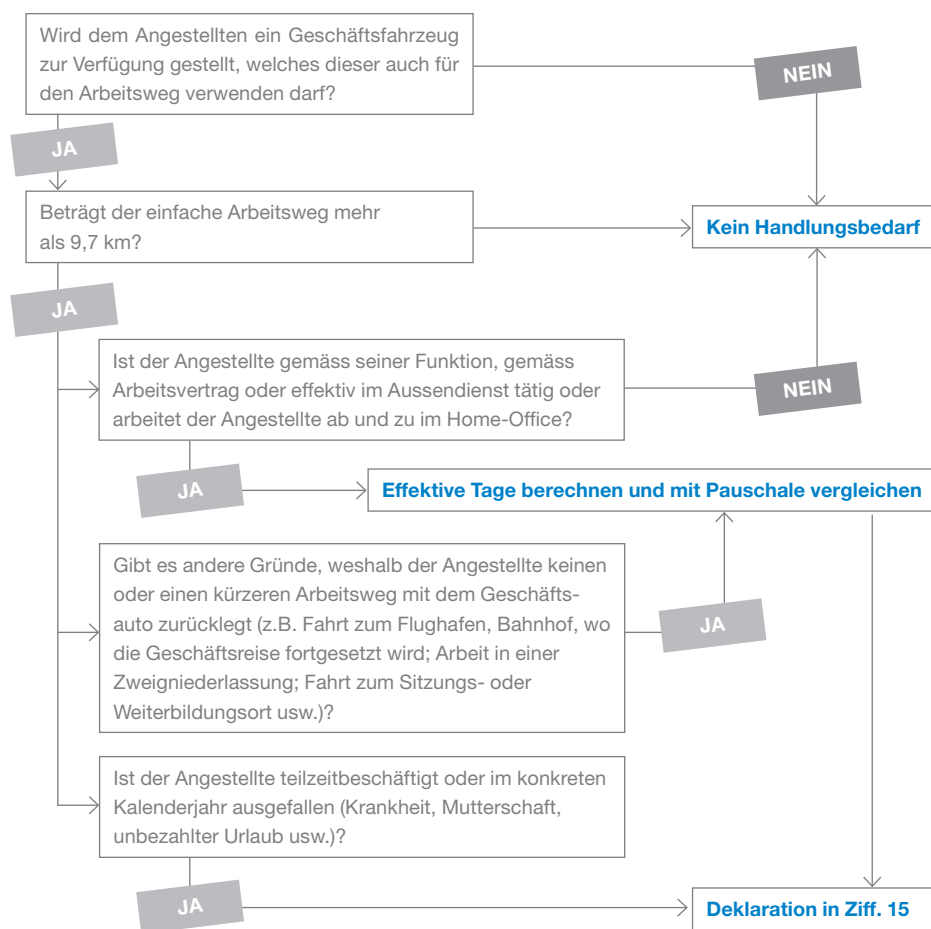 Wird dem Angestellten ein Geschäftsfahrzeug
zur Verfügung gestellt, welches dieser auch für
den Arbeitsweg verwenden darf?
NEIN
JA
Beträgt der einfache Arbeitsweg mehr
als 9,7 km?
Kein Handlungsbedarf
JA
Ist der Angestellte gemäss seiner Funktion, gemäss
Arbeitsvertrag oder effektiv im Aussendienst tätig oder
arbeitet der Angestellte ab und zu im Home-Office?
NEIN
JA
Effektive Tage berechnen und mit Pauschale vergleichen
Gibt es andere Gründe, weshalb der Angestellte keinen
oder einen kürzeren Arbeitsweg mit dem Geschäfts-
auto zurücklegt (z.B. Fahrt zum Flughafen, Bahnhof, wo
die Geschäftsreise fortgesetzt wird; Arbeit in einer
Zweigniederlassung; Fahrt zum Sitzungs- oder
Weiterbildungsort usw.)?
JA
Ist der Angestellte teilzeitbeschäftigt oder im konkreten
Kalenderjahr ausgefallen (Krankheit, Mutterschaft,
unbezahlter Urlaub usw.)?
JA
Deklaration in Ziff. 15